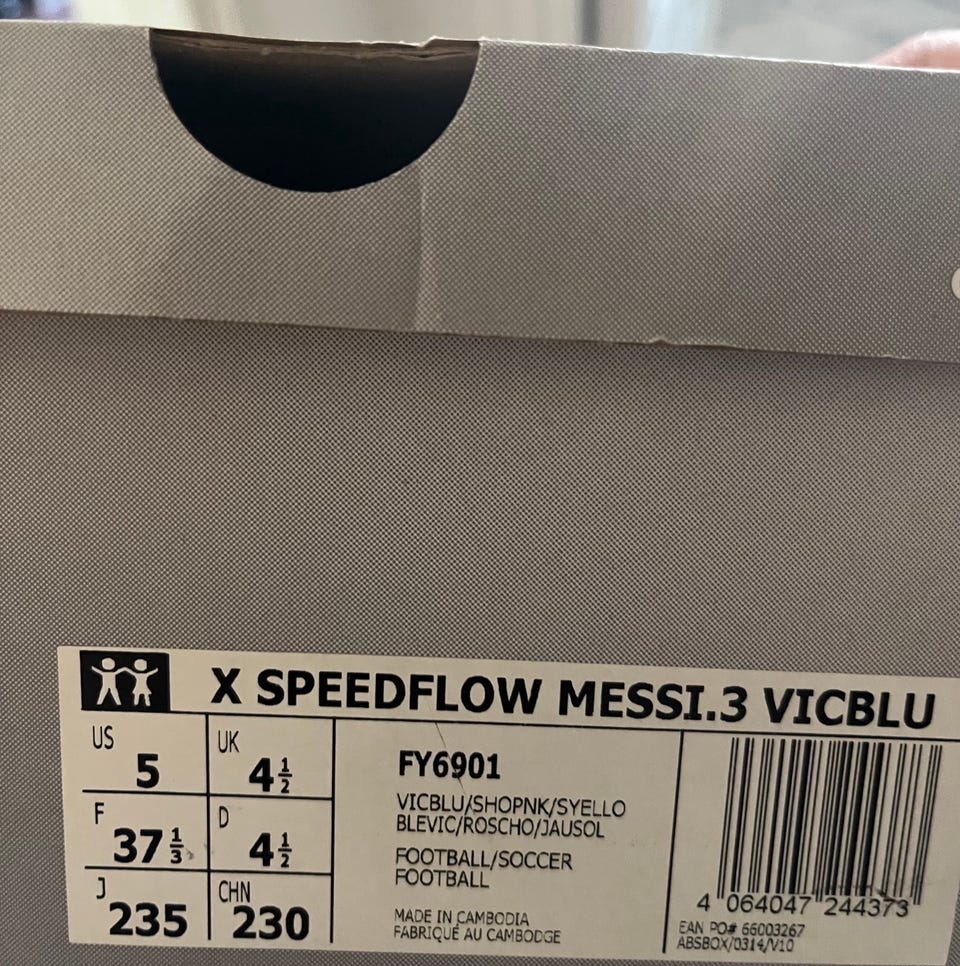 X SPEEDFLOW MESSI.3 VICBLU
US 5
UK 4½
F 37⅓
D 4½
J 235
CHN 230
FY6901
VICBLU/SHOPNK/SYELLO
BLEVIC/ROSCHO/JAUSOL
FOOTBALL/SOCCER
FOOTBALL
MADE IN CAMBODIA
FABRIQUÉ AU CAMBODGE
4 064047 244373
EAN PO# 66003267
ABSBOX/0314/V10